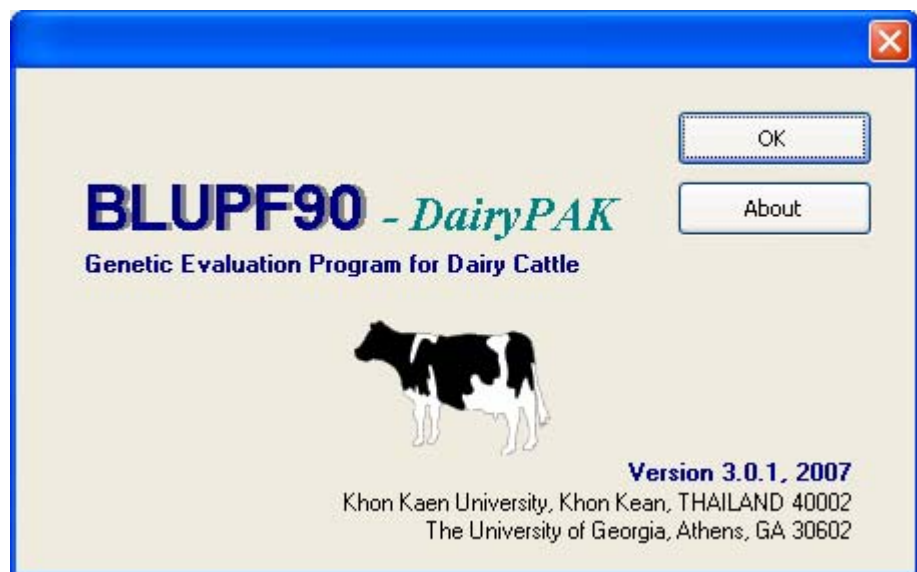 OK
BLUPF90 - DairyPAK
About
Genetic Evaluation Program for Dairy Cattle
Version 3.0.1, 2007
Khon Kaen University, Khon Kean, THAILAND 40002
The University of Georgia, Athens, GA 30602